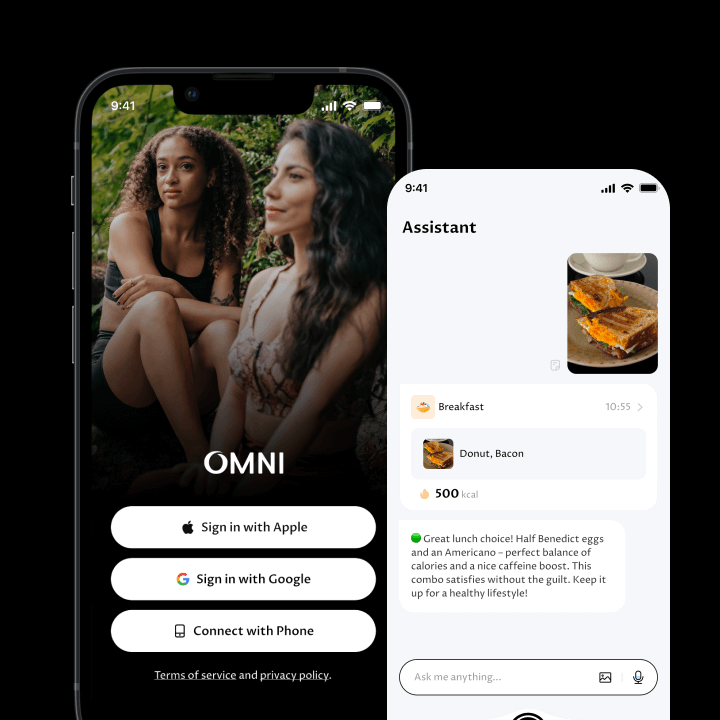 9:41
OMNI
Sign in with Apple
Sign in with Google
Connect with Phone
Terms of service and privacy policy.
9:41
Assistant
Breakfast 10:55
Donut, Bacon
500 kcal
Great lunch choice! Half Benedict eggs
and an Americano – perfect balance of
calories and a nice caffeine boost. This
combo satisfies without the guilt. Keep it
up for a healthy lifestyle!
Ask me anything...